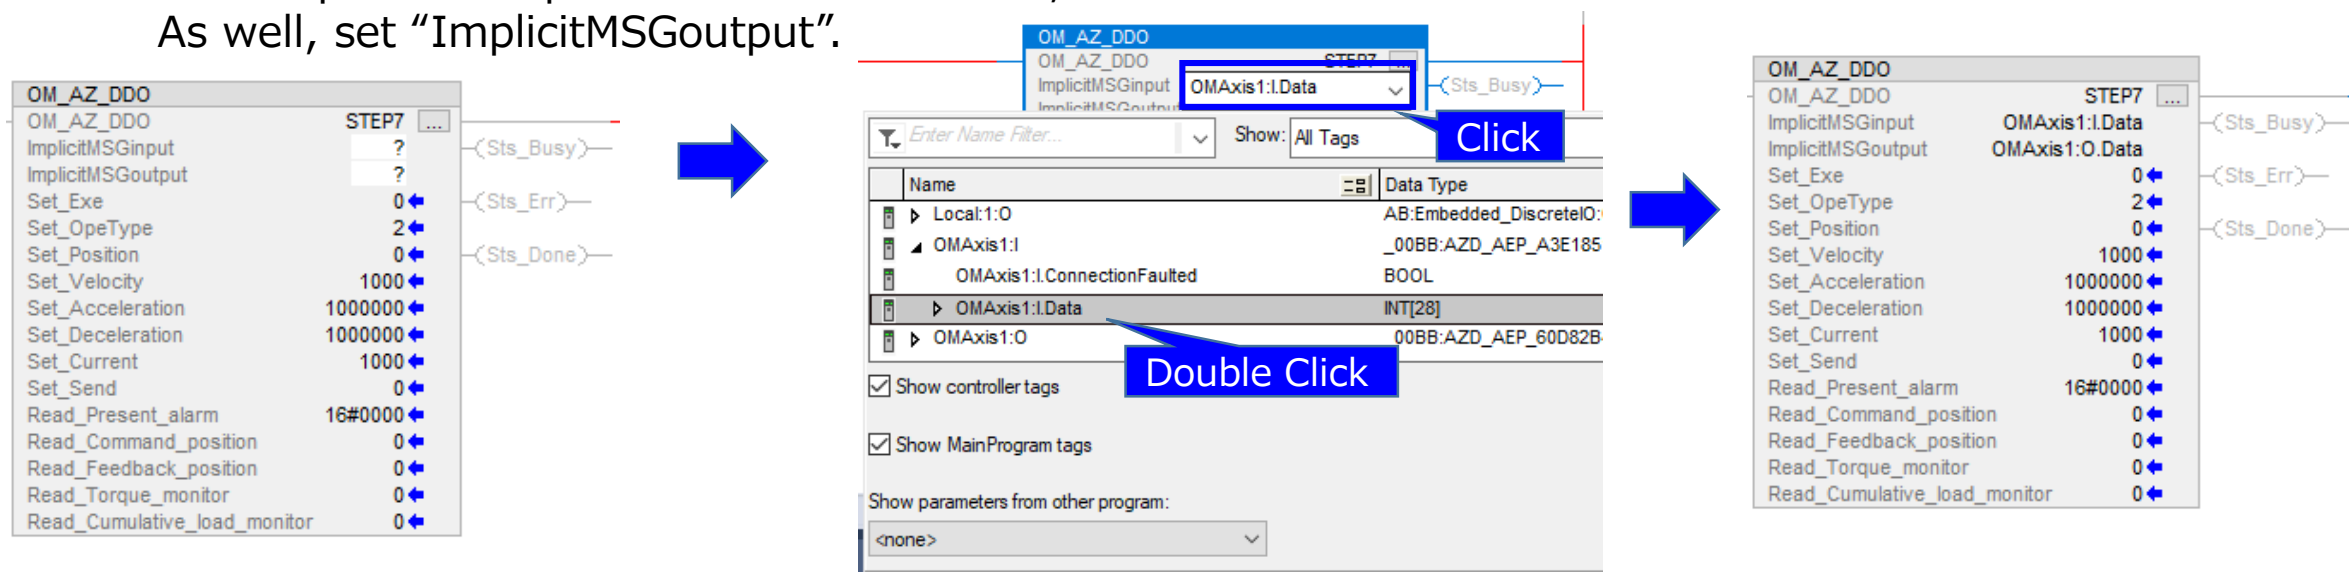 As well, set “ImplicitMSGoutput”.
OM_AZ_DDO
OM_AZ_DDO STEP7 ...
ImplicitMSGinput ?
ImplicitMSGoutput ?
Set_Exe 0
Set_OpeType 2
Set_Position 0
Set_Velocity 1000
Set_Acceleration 1000000
Set_Deceleration 1000000
Set_Current 1000
Set_Send 0
Read_Present_alarm 16#0000
Read_Command_position 0
Read_Feedback_position 0
Read_Torque_monitor 0
Read_Cumulative_load_monitor 0
(Sts_Busy)
(Sts_Err)
(Sts_Done)
OM_AZ_DDO
OM_AZ_DDO STEP7 ...
ImplicitMSGinput OMAxis1:I.Data
ImplicitMSGoutput
(Sts_Busy)
Click
Enter Name Filter... Show: All Tags
Name Data Type
Local:1:O AB:Embedded_DiscreteIO:
OMAxis1:I _00BB:AZD_AEP_A3E185
OMAxis1:I.ConnectionFaulted BOOL
OMAxis1:I.Data INT[28]
OMAxis1:O _00BB:AZD_AEP_60D82B
Double Click
Show controller tags
Show MainProgram tags
Show parameters from other program:
<none>
OM_AZ_DDO
OM_AZ_DDO STEP7 ...
ImplicitMSGinput OMAxis1:I.Data
ImplicitMSGoutput OMAxis1:O.Data
Set_Exe 0
Set_OpeType 2
Set_Position 0
Set_Velocity 1000
Set_Acceleration 1000000
Set_Deceleration 1000000
Set_Current 1000
Set_Send 0
Read_Present_alarm 16#0000
Read_Command_position 0
Read_Feedback_position 0
Read_Torque_monitor 0
Read_Cumulative_load_monitor 0
(Sts_Busy)
(Sts_Err)
(Sts_Done)